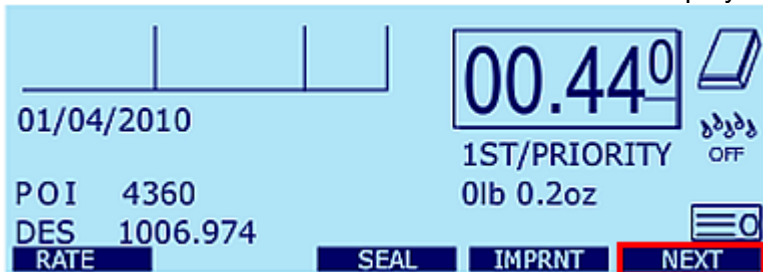 00.440
01/04/2010
1ST/PRIORITY OFF
POI 4360 0lb 0.2oz
DES 1006.974
RATE SEAL IMPRNT NEXT